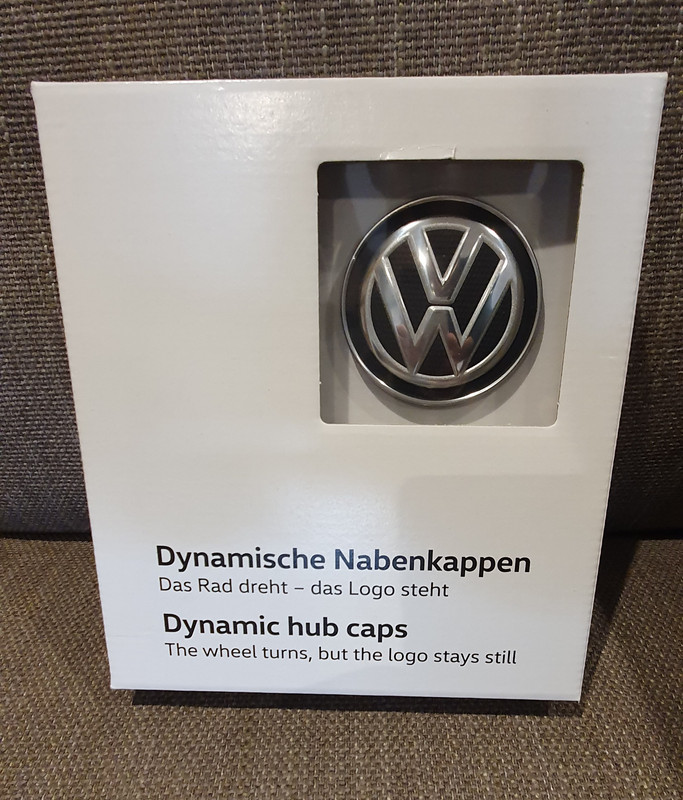 VW
Dynamische Nabenkappen
Das Rad dreht – das Logo steht
Dynamic hub caps
The wheel turns, but the logo stays still